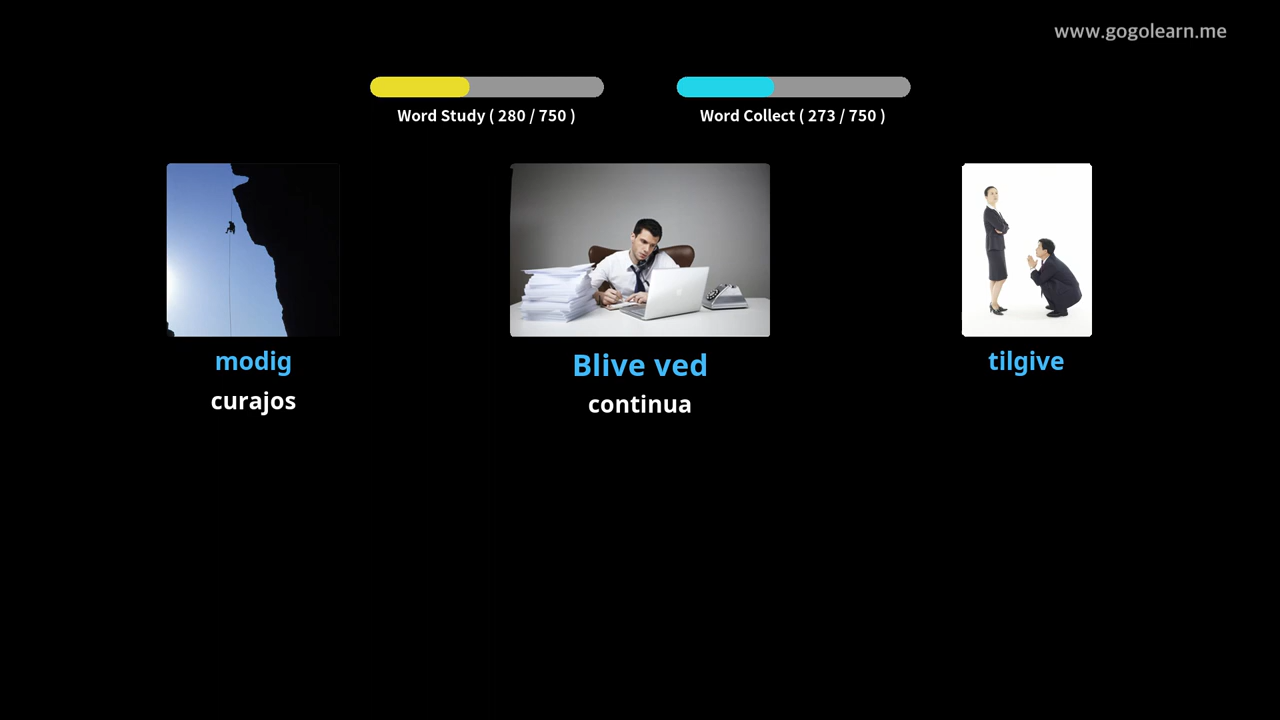 www.gogolearn.me
Word Study ( 280 / 750 )
Word Collect ( 273 / 750 )
modig
curajos
Blive ved
continua
tilgive